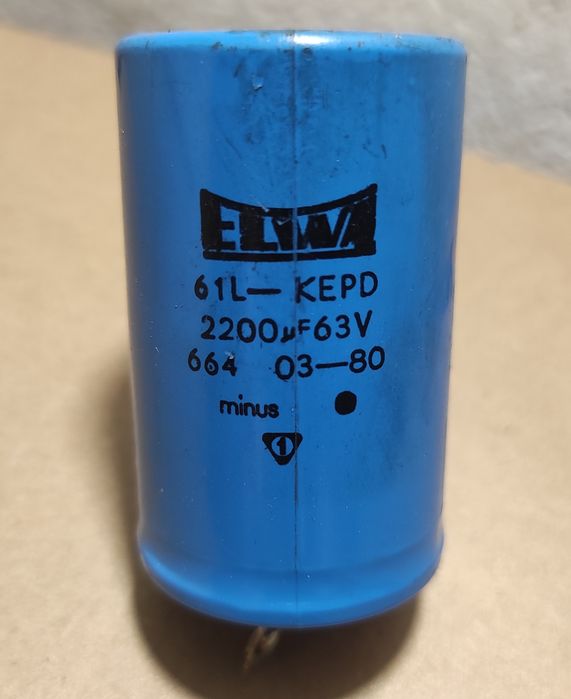 ELWA
61L— KEPD
2200µF63V
664 03—80
minus ●
1